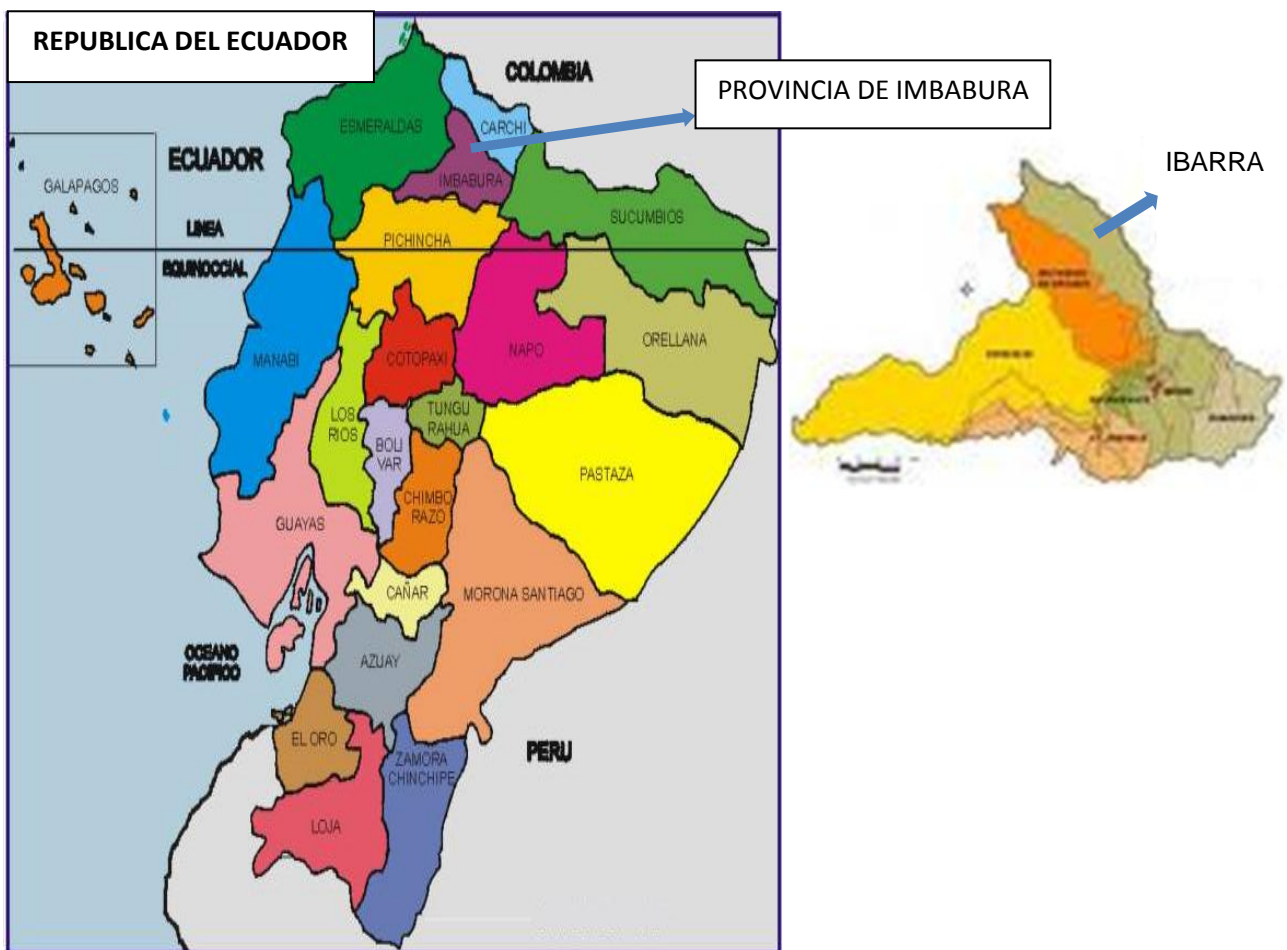 REPUBLICA DEL ECUADOR
COLOMBIA
PROVINCIA DE IMBABURA
ESMERALDAS
CARCHI
ECUADOR
IMBABURA
IBARRA
GALAPAGOS
SUCUMBIOS
LINEA
PICHINCHA
EQUINOCCIAL
ORELLANA
MANABI
COTOPAXI
NAPO
LOS
RIOS
TUNGU
RAHUA
BOLI
VAR
PASTAZA
CHIMBO
RAZO
GUAYAS
CAÑAR
MORONA SANTIAGO
OCEANO
PACIFICO
AZUAY
EL ORO
ZAMORA
CHINCHIPE
PERU
LOJA